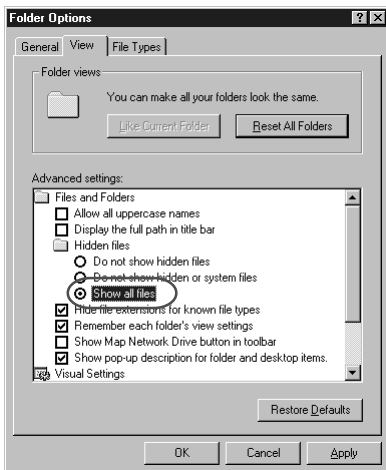 Folder Options
General View File Types
Folder views
You can make all your folders look the same.
Like Current Folder Reset All Folders
Advanced settings:
Files and Folders
Allow all uppercase names
Display the full path in title bar
Hidden files
Do not show hidden files
Do not show hidden or system files
Show all files
Hide file extensions for known file types
Remember each folder's view settings
Show Map Network Drive button in toolbar
Show pop-up description for folder and desktop items.
Visual Settings
Restore Defaults
OK Cancel Apply